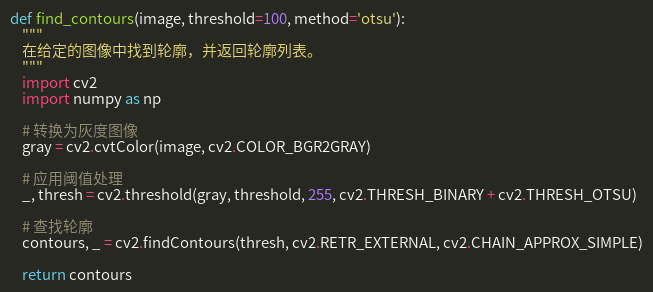 def find_contours(image, threshold=100, method='otsu'):
"""
在给定的图像中找到轮廓，并返回轮廓列表。
"""
import cv2
import numpy as np
# 转换为灰度图像
gray = cv2.cvtColor(image, cv2.COLOR_BGR2GRAY)
# 应用阈值处理
_, thresh = cv2.threshold(gray, threshold, 255, cv2.THRESH_BINARY + cv2.THRESH_OTSU)
# 查找轮廓
contours, _ = cv2.findContours(thresh, cv2.RETR_EXTERNAL, cv2.CHAIN_APPROX_SIMPLE)
return contours